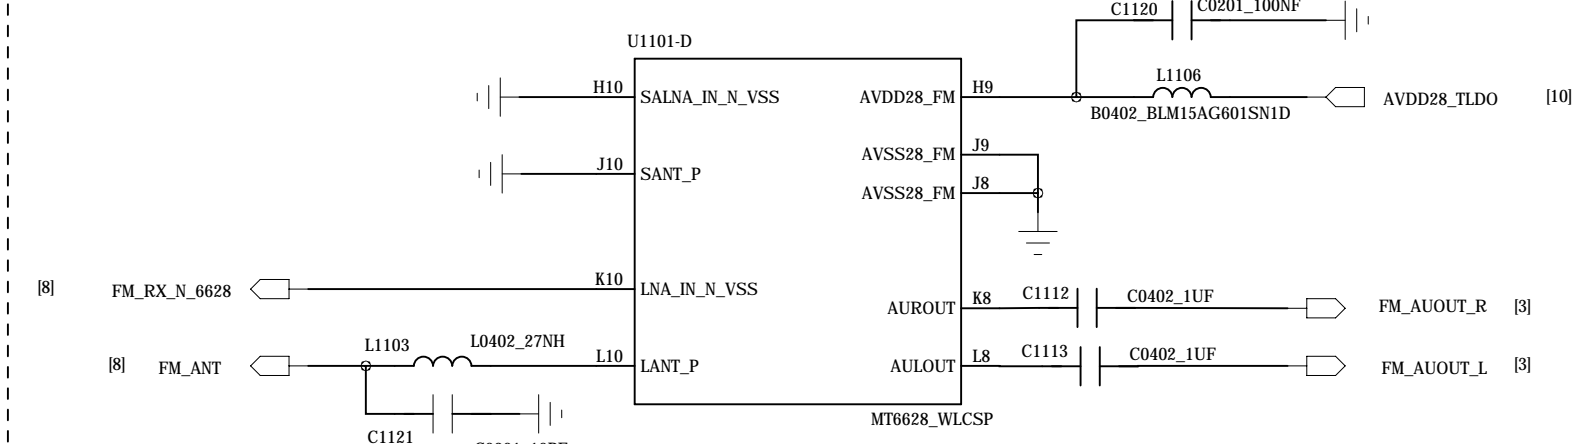 C1120 C0201_100NF
U1101-D
L1106
H10 SALNA_IN_N_VSS AVDD28_FM H9 AVDD28_TLDO [10]
B0402_BLM15AG601SN1D
AVSS28_FM J9
J10 SANT_P
AVSS28_FM J8
[8] FM_RX_N_6628 K10 LNA_IN_N_VSS
C1112 C0402_1UF
AUROUT K8 FM_AUOUT_R [3]
L1103 L0402_27NH
C1113 C0402_1UF
[8] FM_ANT L10 LANT_P AULOUT L8 FM_AUOUT_L [3]
MT6628_WLCSP
C1121